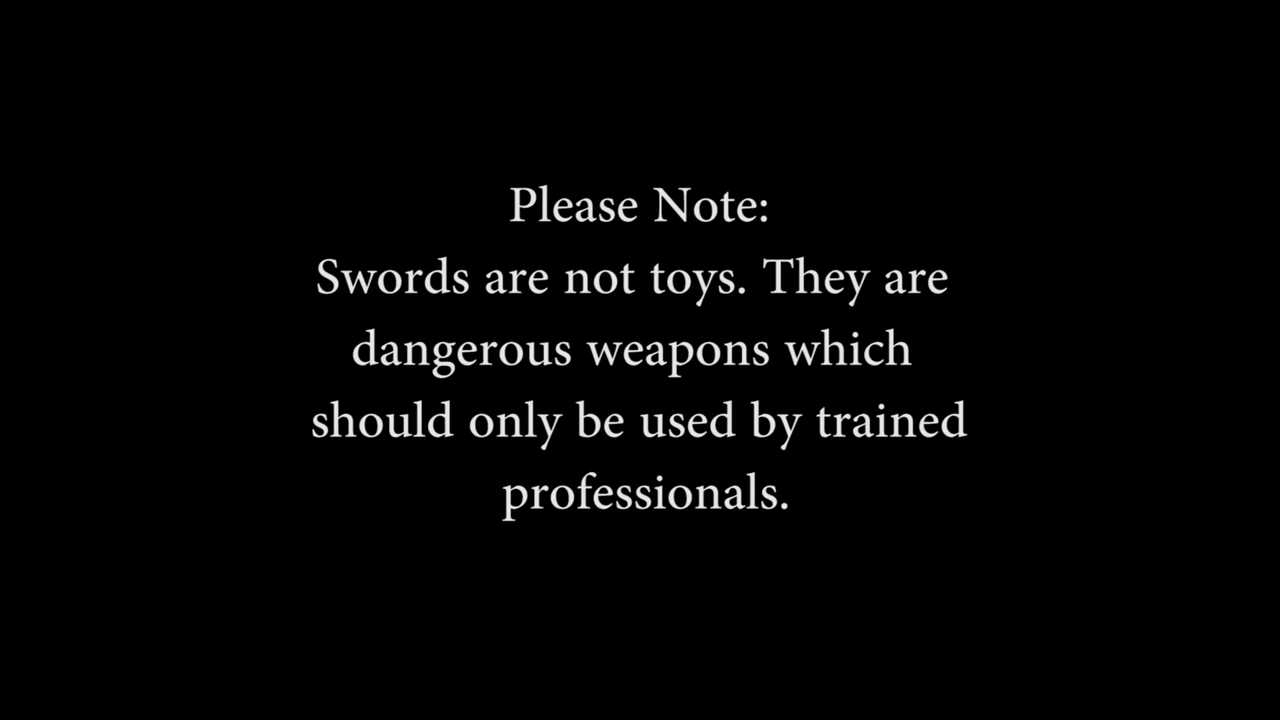 Please Note:
Swords are not toys. They are
dangerous weapons which
should only be used by trained
professionals.